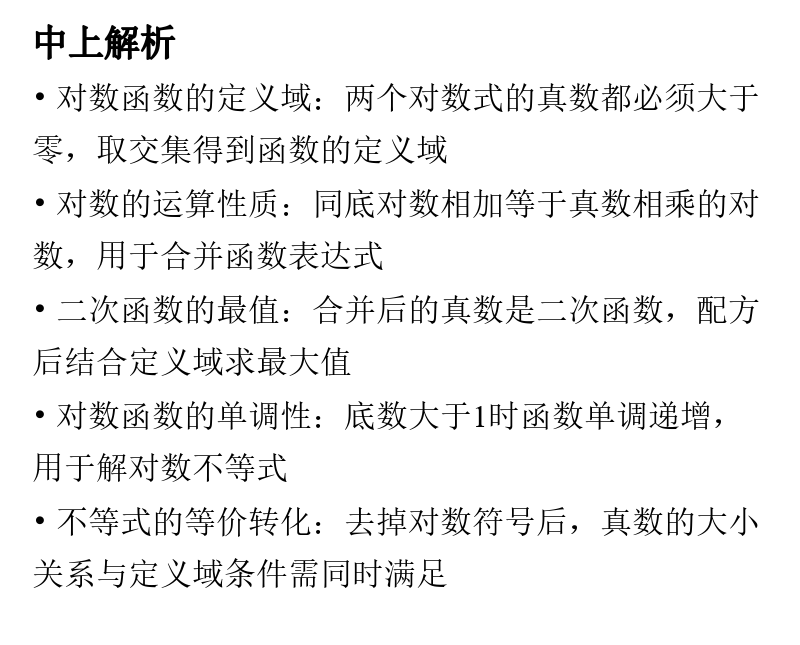 中上解析
• 对数函数的定义域：两个对数式的真数都必须大于
零，取交集得到函数的定义域
• 对数的运算性质：同底对数相加等于真数相乘的对
数，用于合并函数表达式
• 二次函数的最值：合并后的真数是二次函数，配方
后结合定义域求最大值
• 对数函数的单调性：底数大于1时函数单调递增，
用于解对数不等式
• 不等式的等价转化：去掉对数符号后，真数的大小
关系与定义域条件需同时满足